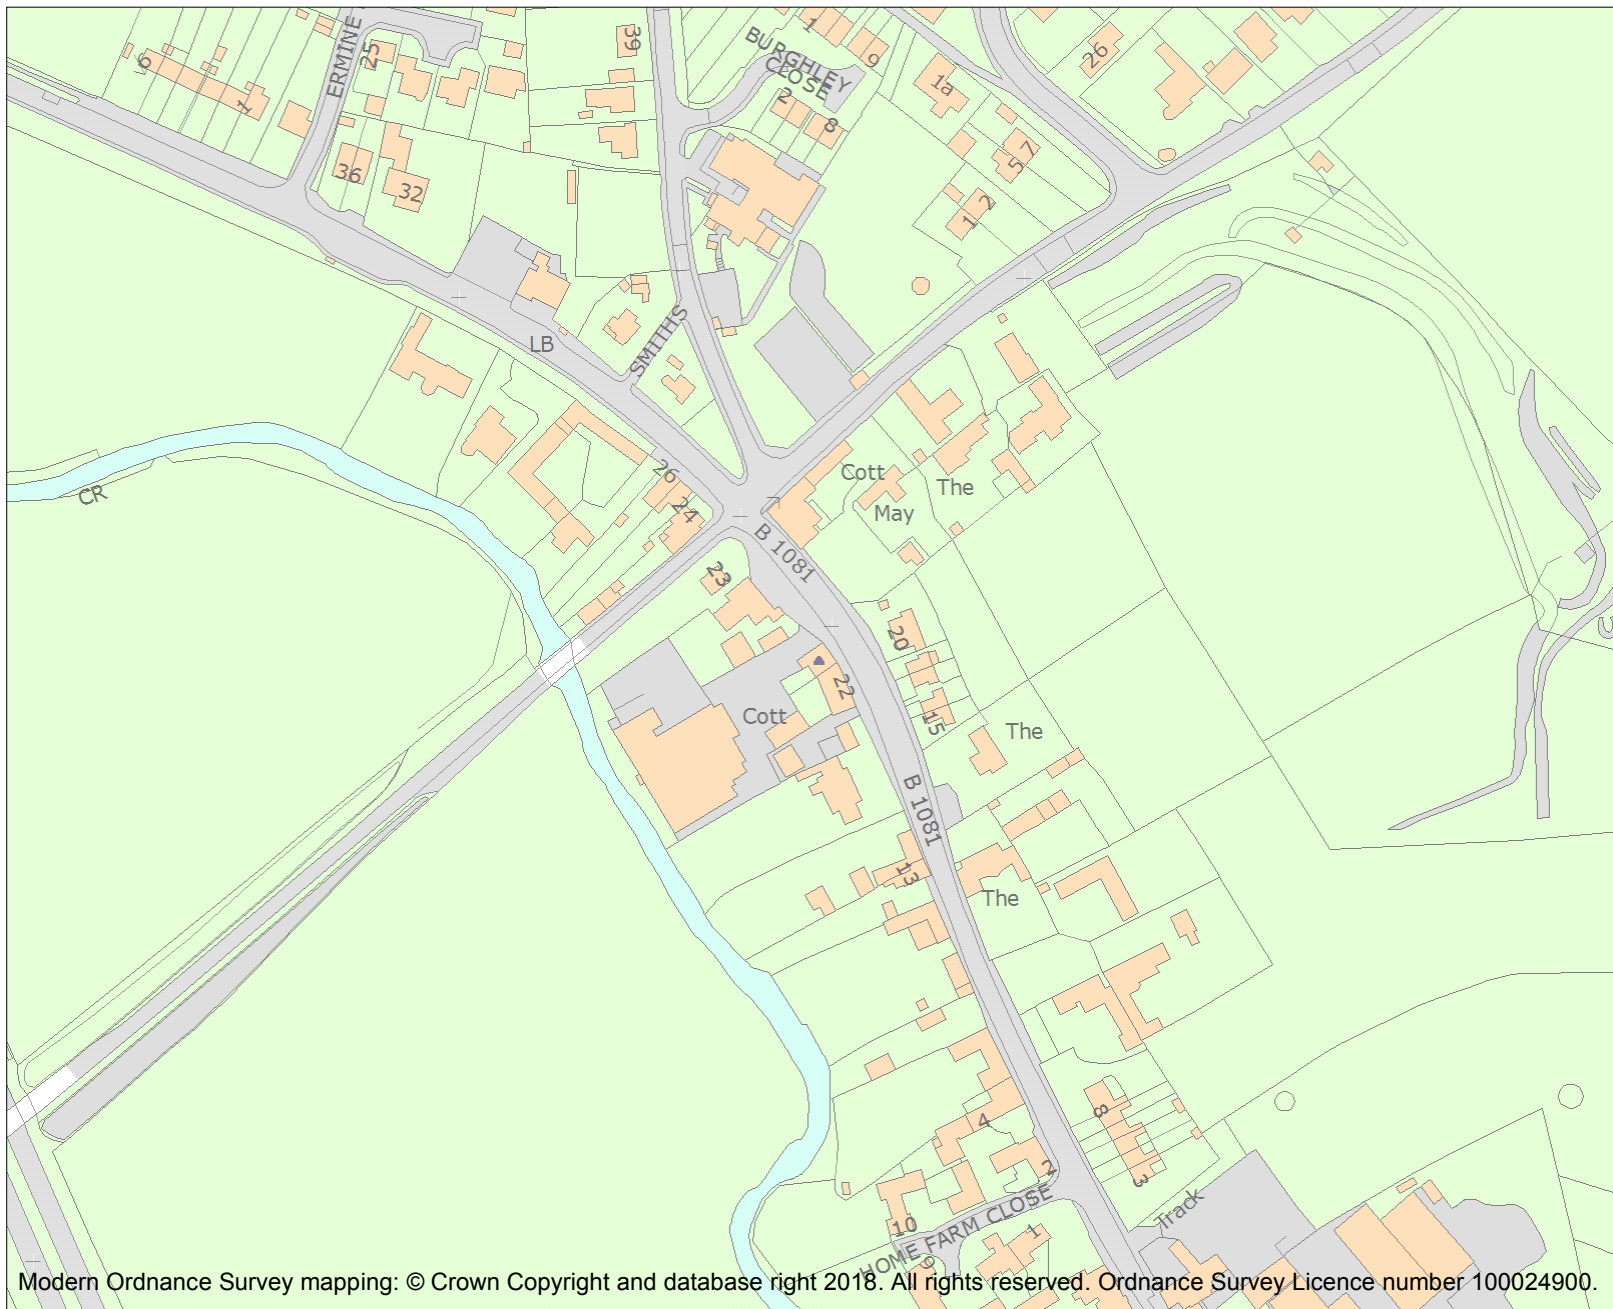 ERMINE
25
39
1
BURGHLEY
CLOSE
9
26
6
1
1a
2
8
5 7
36
32
1 2
LB
SMITHS
CR
26
24
Cott
The
May
B 1081
23
20
22
Cott
15
The
B 1081
13
The
8
4
2
3
Track
10
HOME FARM CLOSE
1
9
Modern Ordnance Survey mapping: © Crown Copyright and database right 2018. All rights reserved. Ordnance Survey Licence number 100024900.